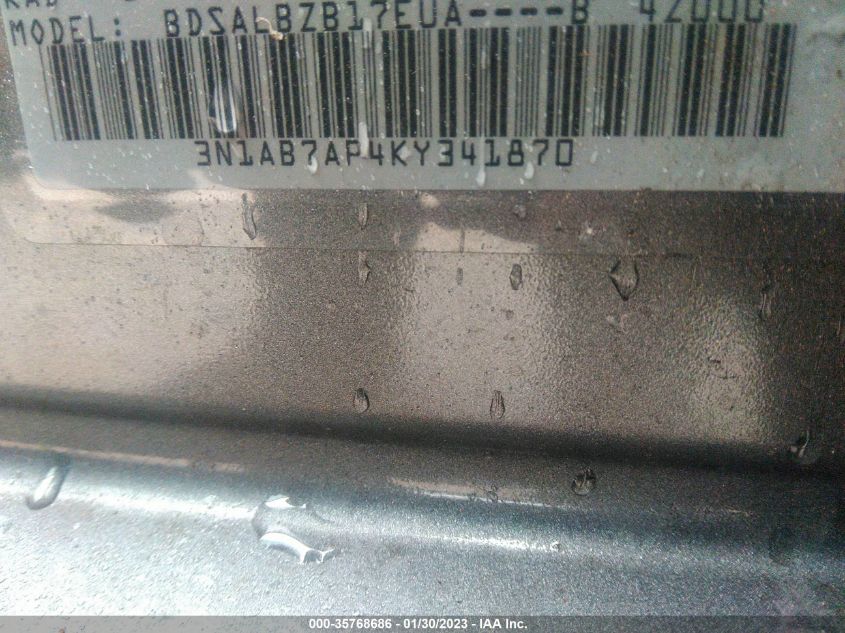 MODEL: BDSALBZB17EUA----B 42000
3N1AB7AP4KY341870
000-35768686 - 01/30/2023 - IAA Inc.